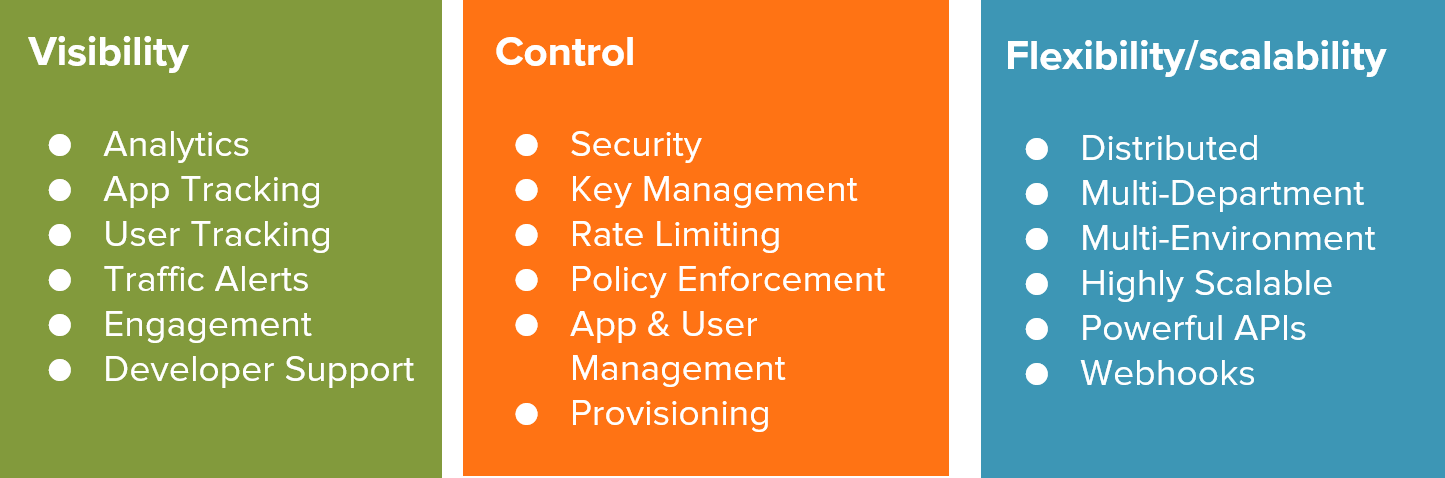 Visibility
● Analytics
● App Tracking
● User Tracking
● Traffic Alerts
● Engagement
● Developer Support
Control
● Security
● Key Management
● Rate Limiting
● Policy Enforcement
● App & User
Management
● Provisioning
Flexibility/scalability
● Distributed
● Multi-Department
● Multi-Environment
● Highly Scalable
● Powerful APIs
● Webhooks